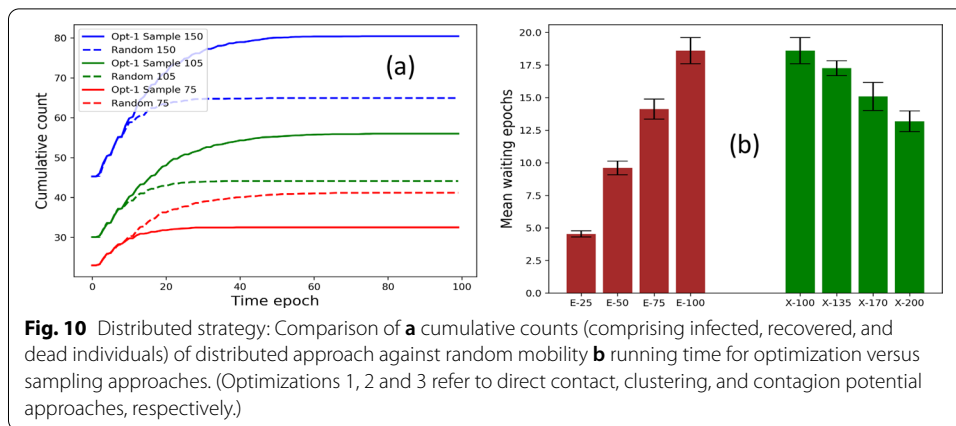 80
70
60
50
40
30
Cumulative count
Opt-1 Sample 150
Random 150
Opt-1 Sample 105
Random 105
Opt-1 Sample 75
Random 75
(a)
0 20 40 60 80 100
Time epoch
20.0
17.5
15.0
12.5
10.0
7.5
5.0
2.5
0.0
Mean waiting epochs
(b)
E-25 E-50 E-75 E-100 X-100 X-135 X-170 X-200
Fig. 10 Distributed strategy: Comparison of a cumulative counts (comprising infected, recovered, and
dead individuals) of distributed approach against random mobility b running time for optimization versus
sampling approaches. (Optimizations 1, 2 and 3 refer to direct contact, clustering, and contagion potential
approaches, respectively.)